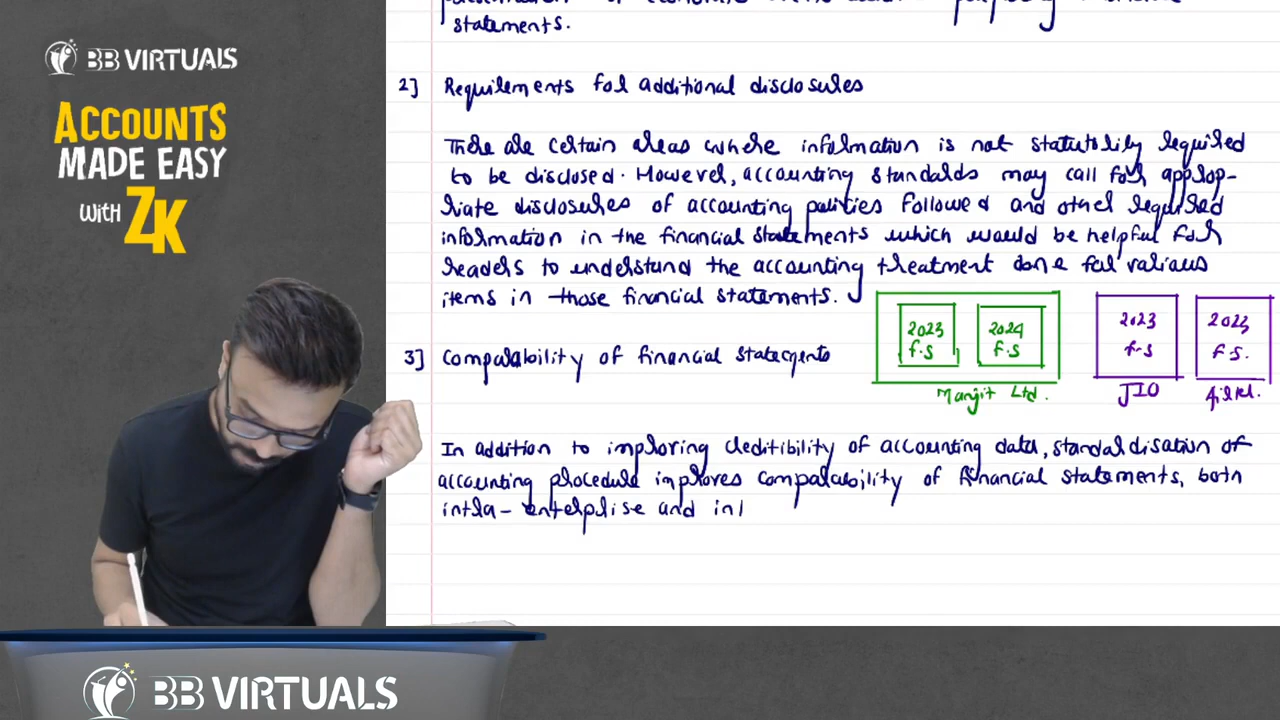 BB VIRTUALS
ACCOUNTS
MADE EASY
WITH ZK
statements.
2] Requirements for additional disclosures
There are certain areas where information is not statutorily required
to be disclosed. However, accounting standards may call for approp-
riate disclosures of accounting policies followed and other required
information in the financial statements which would be helpful for
readers to understand the accounting treatment done for various
items in those financial statements.
2023
F.S
2024
F.S
Manjit Ltd.
2023
F.S
JIO
2023
F.S.
Airtel.
3] Comparability of financial statements
In addition to improving creditibility of accounting data, standardisation of
accounting procedure improves comparability of financial statements, both
intra-enterprise and int
BB VIRTUALS